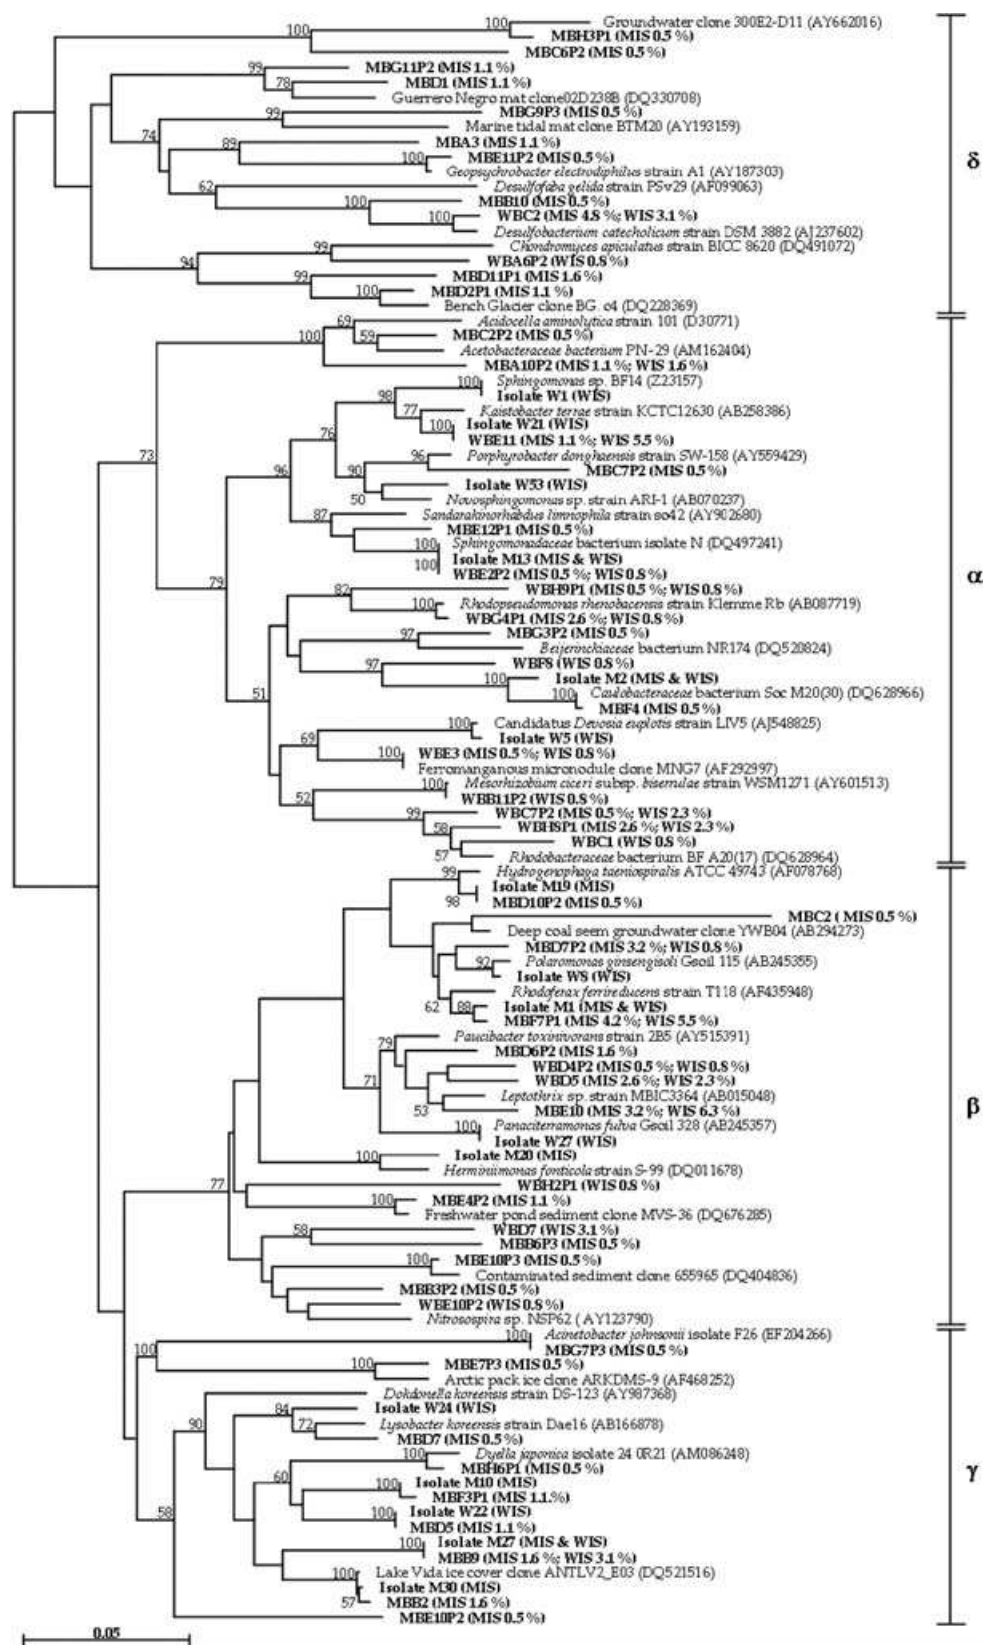 Groundwater clone 300E2-D11 (AY662016)
100
100
MBH3P1 (MIS 0.5 %)
MBC6P2 (MIS 0.5 %)
99
MBG11P2 (MIS 1.1 %)
78
MBD1 (MIS 1.1 %)
Guerrero Negro mat clone02D23SB (DQ330708)
99
MBG9P3 (MIS 0.5 %)
Marine tidal mat clone BTM20 (AY193159)
74
89
MBA3 (MIS 1.1 %)
100
MBE11P2 (MIS 0.5 %)
Geopsychrobacter electrodiphilus strain A1 (AY187303)
δ
62
Desulfofaba gelida strain PSv29 (AF099063)
100
MBB10 (MIS 0.5 %)
100
WBC2 (MIS 4.8 %; WIS 3.1 %)
Desulfobacterium catecholicum strain DSM 3882 (AJ237602)
99
Chondromyces apiculatus strain BICC 8620 (DQ491072)
94
WBA6P2 (WIS 0.8 %)
99
MBD11P1 (MIS 1.6 %)
100
MBD2P1 (MIS 1.1 %)
Bench Glacier clone BG. c4 (DQ228369)
69
Acidocella aminolytica strain 101 (D30771)
100
59
MBC2P2 (MIS 0.5 %)
Acetobacteraceae bacterium PN-29 (AM162404)
MBA10P2 (MIS 1.1 %; WIS 1.6 %)
100
Sphingomonas sp. BF14 (Z23157)
98
Isolate W1 (WIS)
77
Kaistobacter terrae strain KCTC12630 (AB258386)
100
Isolate W21 (WIS)
76
WBE11 (MIS 1.1 %; WIS 5.5 %)
96
Porphyrobacter donghaensis strain SW-158 (AY559429)
73
96
90
MBC7P2 (MIS 0.5 %)
Isolate W53 (WIS)
50
Novosphingomonas sp. strain ARI-1 (AB070237)
87
Sandarakinorhabdus limnophila strain so42 (AY902680)
MBE12P1 (MIS 0.5 %)
100
Sphingomonadaceae bacterium isolate N (DQ497241)
Isolate M13 (MIS & WIS)
100
WBE2P2 (MIS 0.5 %; WIS 0.8 %)
α
79
82
WBH9P1 (MIS 0.5 %; WIS 0.8 %)
100
Rhodopseudomonas rhenobacensis strain Klemme Rb (AB087719)
WBG4P1 (MIS 2.6 %; WIS 0.8 %)
97
MBG3P2 (MIS 0.5 %)
Beijerinckiaceae bacterium NR174 (DQ520824)
97
WBF8 (WIS 0.8 %)
100
Isolate M2 (MIS & WIS)
51
100
Caulobacteraceae bacterium Soc M20(30) (DQ628966)
MBF4 (MIS 0.5 %)
100
Candidatus Devosia euplotis strain LIV5 (AJ548825)
69
Isolate W5 (WIS)
100
WBE3 (MIS 0.5 %; WIS 0.8 %)
Ferromanganous micronodule clone MNG7 (AF292997)
100
Mesorhizobium ciceri subsp. biserrulae strain WSM1271 (AY601513)
52
WBB11P2 (WIS 0.8 %)
99
WBC7P2 (MIS 0.5 %; WIS 2.3 %)
58
WBH8P1 (MIS 2.6 %; WIS 2.3 %)
WBC1 (WIS 0.8 %)
57
Rhodobacteraceae bacterium BF A20(17) (DQ628964)
99
Hydrogenophaga taeniospiralis ATCC 49743 (AF078768)
Isolate M19 (MIS)
98
MBD10P2 (MIS 0.5 %)
MBC2 ( MIS 0.5 %)
Deep coal seem groundwater clone YWB04 (AB294273)
MBD7P2 (MIS 3.2 %; WIS 0.8 %)
92
Polaromonas ginsengisoli Gsoil 115 (AB245355)
Isolate W8 (WIS)
Rhodoferax ferrireducens strain T118 (AF435948)
62
88
Isolate M1 (MIS & WIS)
MBF7P1 (MIS 4.2 %; WIS 5.5 %)
79
Paucibacter toxinivorans strain 2B5 (AY515391)
MBD6P2 (MIS 1.6 %)
WBD4P2 (MIS 0.5 %; WIS 0.8 %)
71
WBD5 (MIS 2.6 %; WIS 2.3 %)
Leptothrix sp. strain MBIC3364 (AB015048)
β
53
MBE10 (MIS 3.2 %; WIS 6.3 %)
100
Panaciterramonas fulva Gsoil 328 (AB245357)
Isolate W27 (WIS)
100
Isolate M20 (MIS)
Herminiimonas fonticola strain S-99 (DQ011678)
77
WBH2P1 (WIS 0.8 %)
100
MBE4P2 (MIS 1.1 %)
Freshwater pond sediment clone MVS-36 (DQ676285)
58
WBD7 (WIS 3.1 %)
MBB6P3 (MIS 0.5 %)
100
MBE10P3 (MIS 0.5 %)
Contaminated sediment clone 655965 (DQ404836)
MBB3P2 (MIS 0.5 %)
WBE10P2 (WIS 0.8 %)
Nitrosospira sp. NSP62 ( AY123790)
100
Acinetobacter johnsonii isolate F26 (EF204266)
100
MBG7P3 (MIS 0.5 %)
100
MBE7P3 (MIS 0.5 %)
Arctic pack ice clone ARKDMS-9 (AF468252)
Dokdonella koreensis strain DS-123 (AY987368)
90
84
Isolate W24 (WIS)
72
Lysobacter koreensis strain Dae16 (AB166878)
MBD7 (MIS 0.5 %)
100
Dyella japonica isolate 24 0R21 (AM086248)
MBH6P1 (MIS 0.5 %)
γ
60
100
Isolate M10 (MIS)
MBF3P1 (MIS 1.1.%)
58
100
Isolate W22 (WIS)
MBD5 (MIS 1.1 %)
100
Isolate M27 (MIS & WIS)
MBB9 (MIS 1.6 %; WIS 3.1 %)
100
Lake Vida ice cover clone ANTLV2_E03 (DQ521516)
Isolate M30 (MIS)
57
MBB2 (MIS 1.6 %)
MBE10P2 (MIS 0.5 %)
0.05